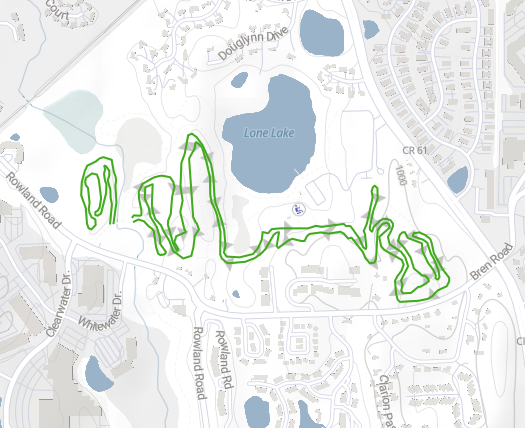 Court
Douglynn Drive
Lone Lake
CR 61
1000
Rowland Road
Bren Road
Clearwater Dr.
Whitewater Dr.
Rowland Road
Rowland Rd
Clarion Pas